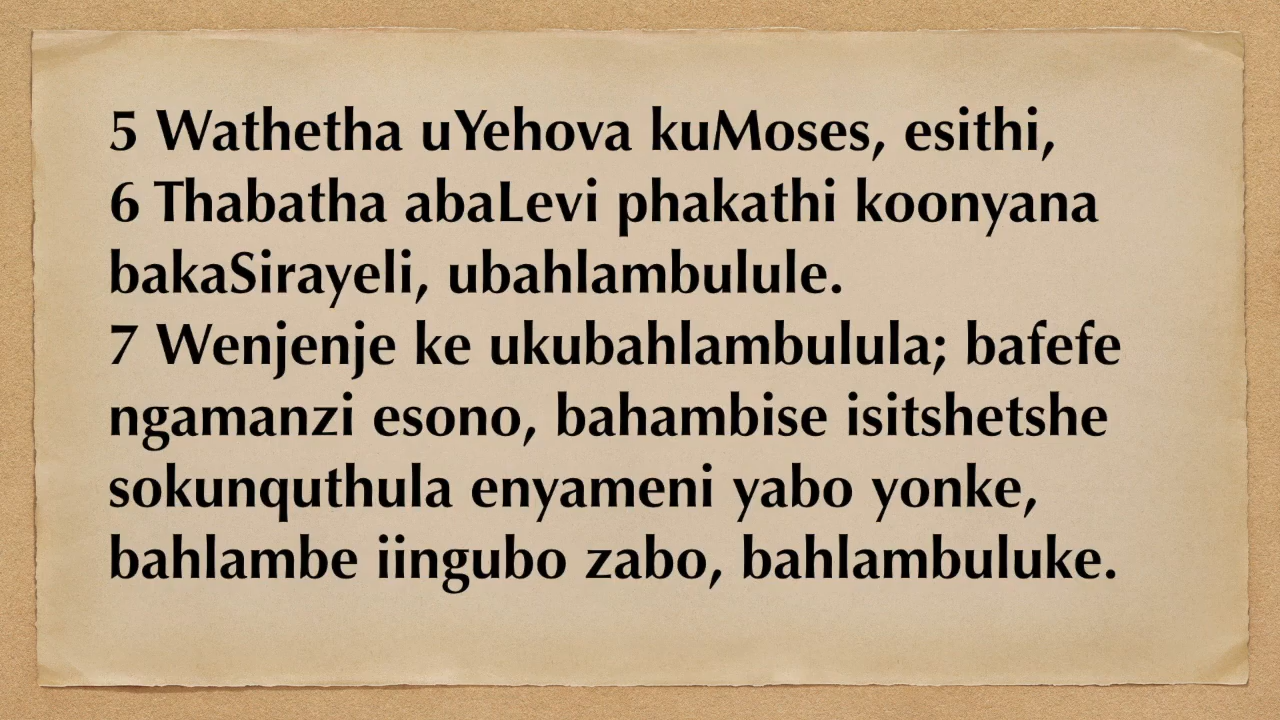 5 Wathetha uYehova kuMoses, esithi,
6 Thabatha abaLevi phakathi koonyana
bakaSirayeli, ubahlambulule.
7 Wenjenje ke ukubahlambulula; bafefe
ngamanzi esono, bahambise isitshetshe
sokunquthula enyameni yabo yonke,
bahlambe iingubo zabo, bahlambuluke.